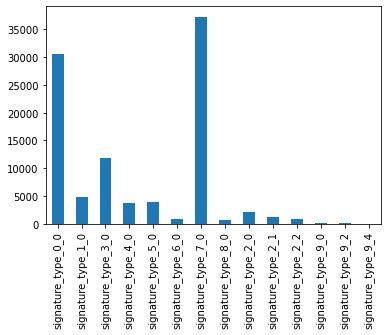 35000
30000
25000
20000
15000
10000
5000
0
signature_type_0_0
signature_type_1_0
signature_type_3_0
signature_type_4_0
signature_type_5_0
signature_type_6_0
signature_type_7_0
signature_type_8_0
signature_type_2_0
signature_type_2_1
signature_type_2_2
signature_type_9_0
signature_type_9_2
signature_type_9_4